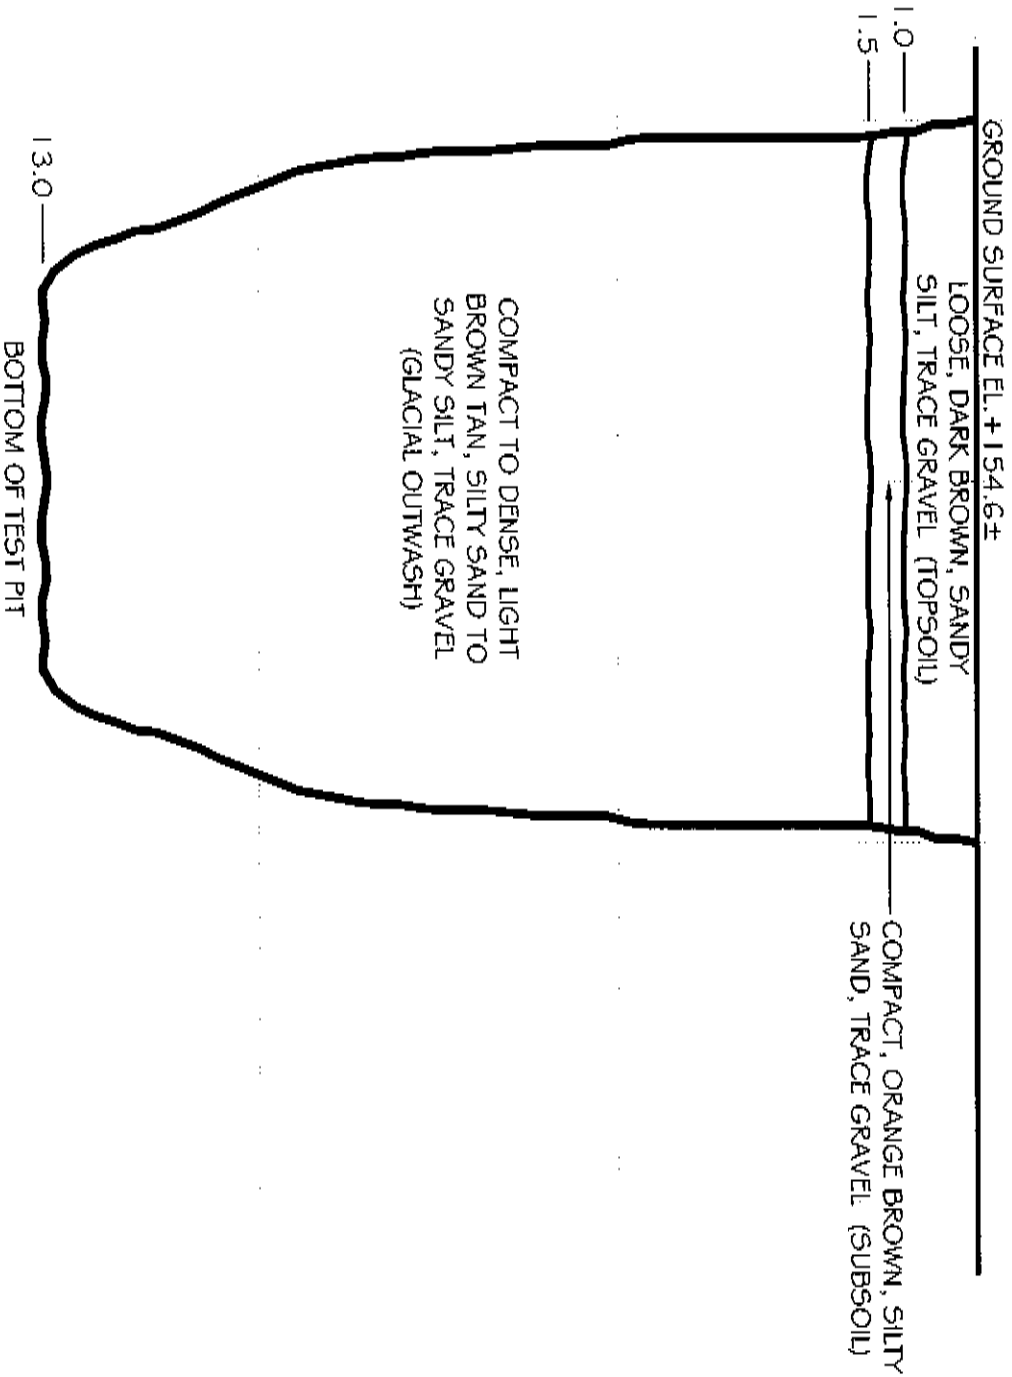 GROUND SURFACE EL.+154.6±
LOOSE, DARK BROWN, SANDY
SILT, TRACE GRAVEL (TOPSOIL)
1.0
1.5
COMPACT, ORANGE BROWN, SILTY
SAND, TRACE GRAVEL (SUBSOIL)
COMPACT TO DENSE, LIGHT
BROWN TAN, SILTY SAND TO
SANDY SILT, TRACE GRAVEL
(GLACIAL OUTWASH)
13.0
BOTTOM OF TEST PIT